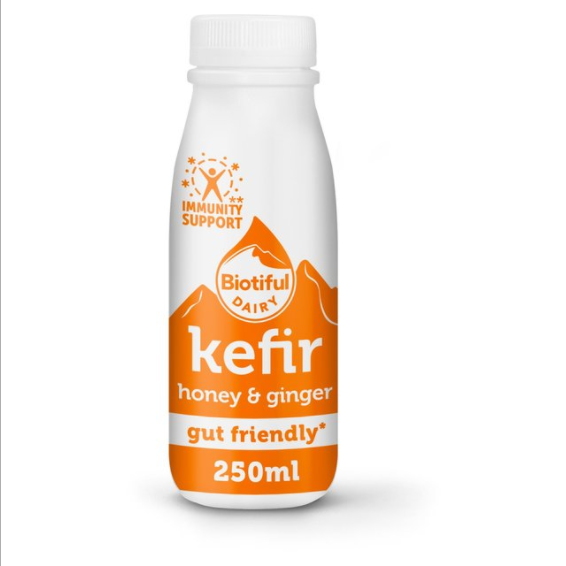 IMMUNITY**
SUPPORT
Biotiful
DAIRY
kefir
honey & ginger
gut friendly*
250ml